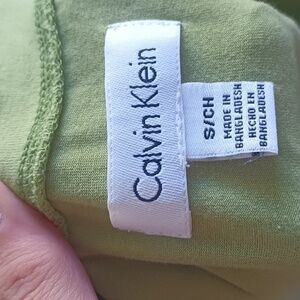 Calvin Klein
S/CH
MADE IN
BANGLADESH
HECHO EN
BANGLADESH